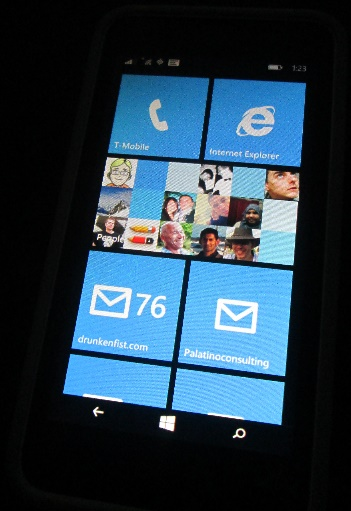 1:23
T-Mobile
Internet Explorer
People
76
drunkenfist.com
Palatinoconsulting